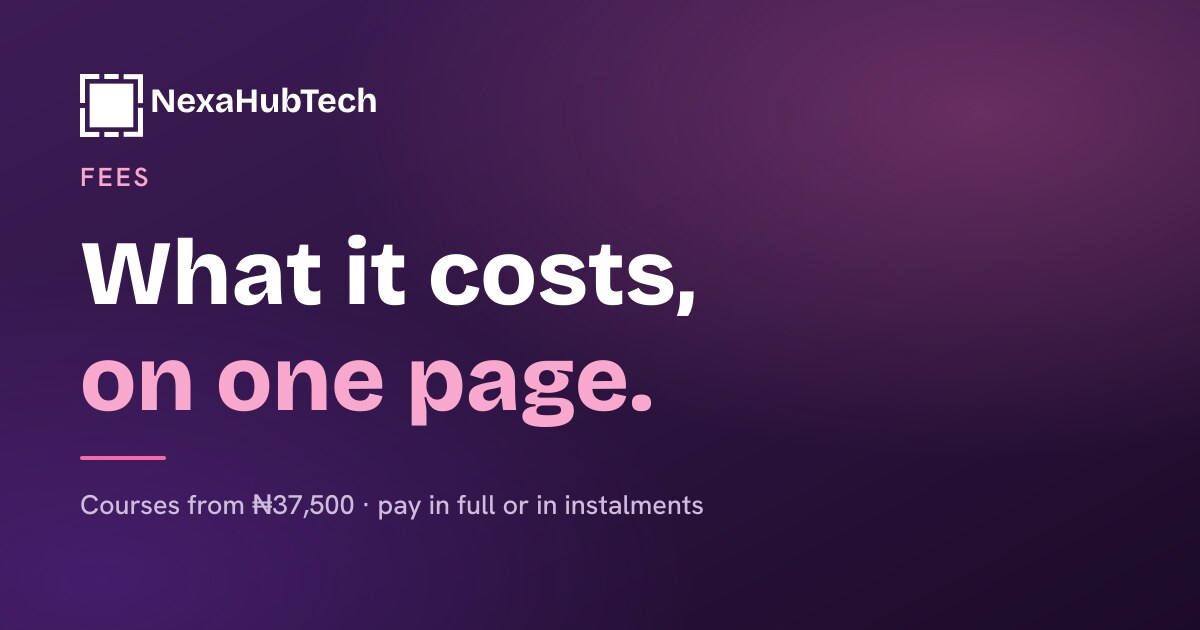 NexaHubTech
FEES
What it costs,
on one page.
Courses from ₦37,500 · pay in full or in instalments